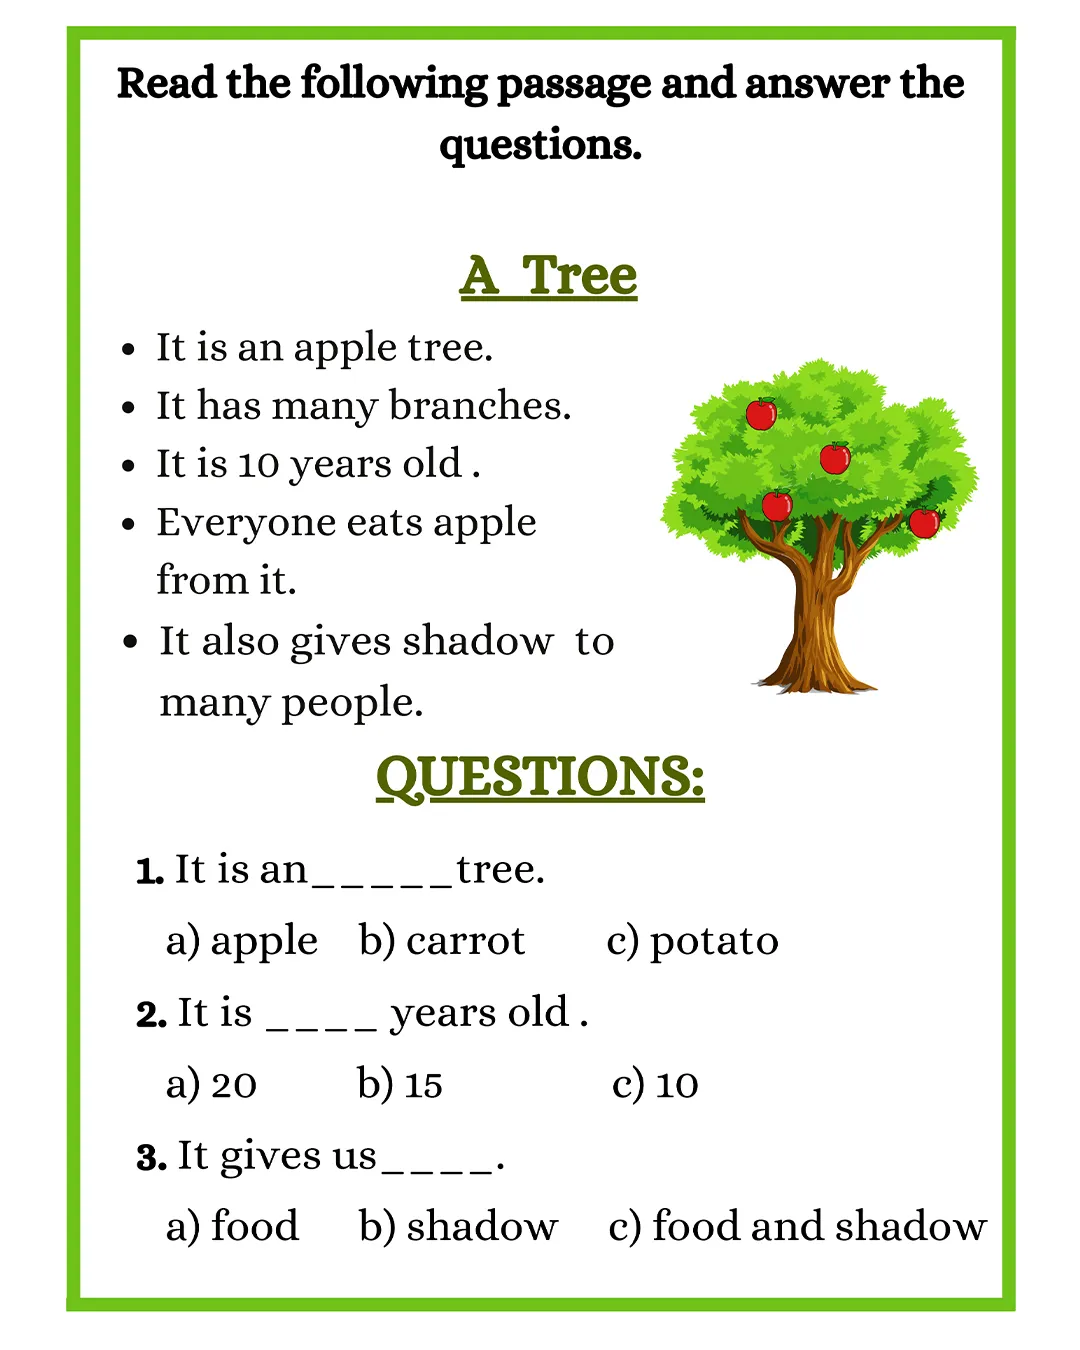 Read the following passage and answer the
questions.
A Tree
• It is an apple tree.
• It has many branches.
• It is 10 years old .
• Everyone eats apple
from it.
• It also gives shadow to
many people.
QUESTIONS:
1. It is an_____tree.
a) apple b) carrot c) potato
2. It is ____ years old .
a) 20 b) 15 c) 10
3. It gives us____.
a) food b) shadow c) food and shadow